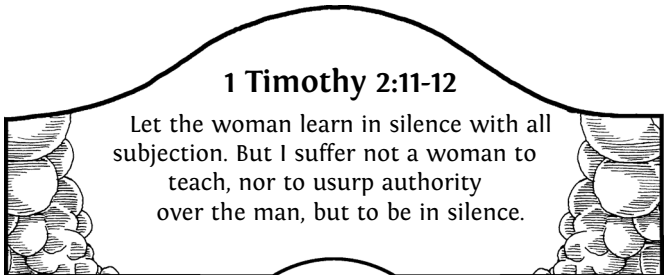 1 Timothy 2:11-12
Let the woman learn in silence with all
subjection. But I suffer not a woman to
teach, nor to usurp authority
over the man, but to be in silence.